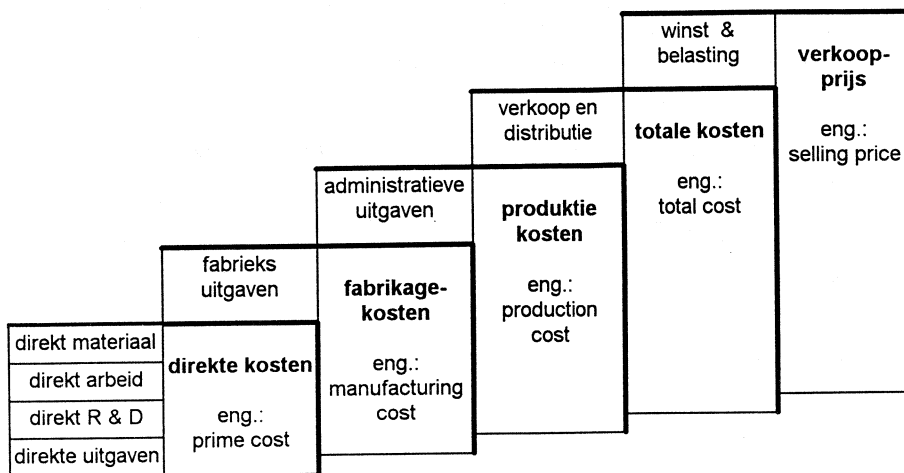 winst &
belasting
verkoop-
prijs
eng.:
selling price
verkoop en
distributie
totale kosten
eng.:
total cost
administratieve
uitgaven
produktie
kosten
eng.:
production
cost
fabrieks
uitgaven
fabrikage-
kosten
eng.:
manufacturing
cost
direkt materiaal
direkt arbeid
direkt R & D
direkte uitgaven
direkte kosten
eng.:
prime cost